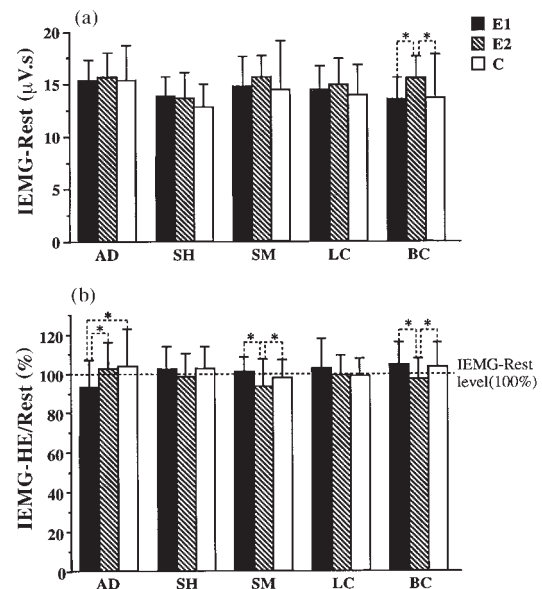 (a)
E1
E2
C
IEMG-Rest (μV.s)
20
15
10
5
0
* *
AD SH SM LC BC
(b)
IEMG-HE/Rest (%)
120
100
80
60
40
20
0
*
*
* *
* *
IEMG-Rest
level(100%)
AD SH SM LC BC